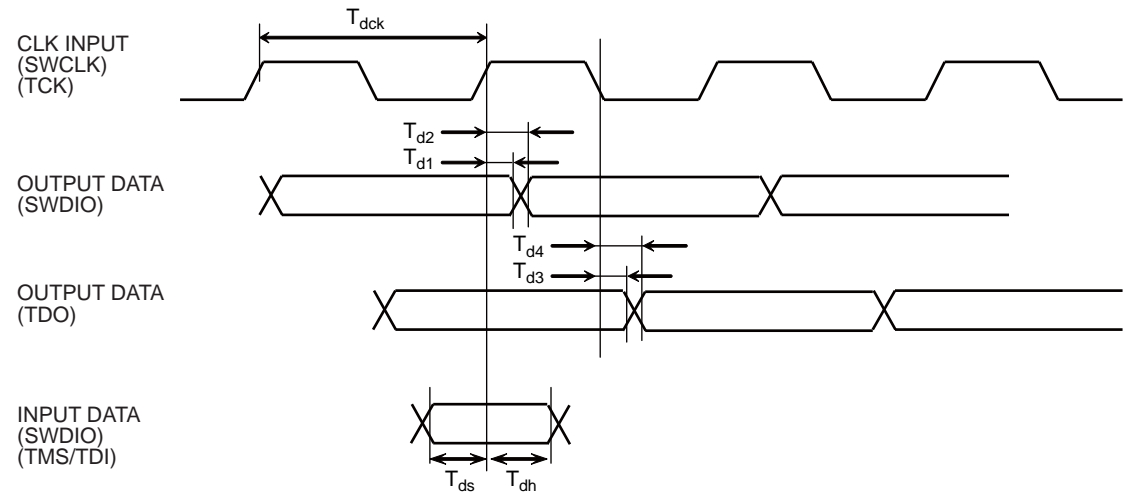 T_dck
CLK INPUT
(SWCLK)
(TCK)
T_d2
T_d1
OUTPUT DATA
(SWDIO)
T_d4
T_d3
OUTPUT DATA
(TDO)
INPUT DATA
(SWDIO)
(TMS/TDI)
T_ds T_dh